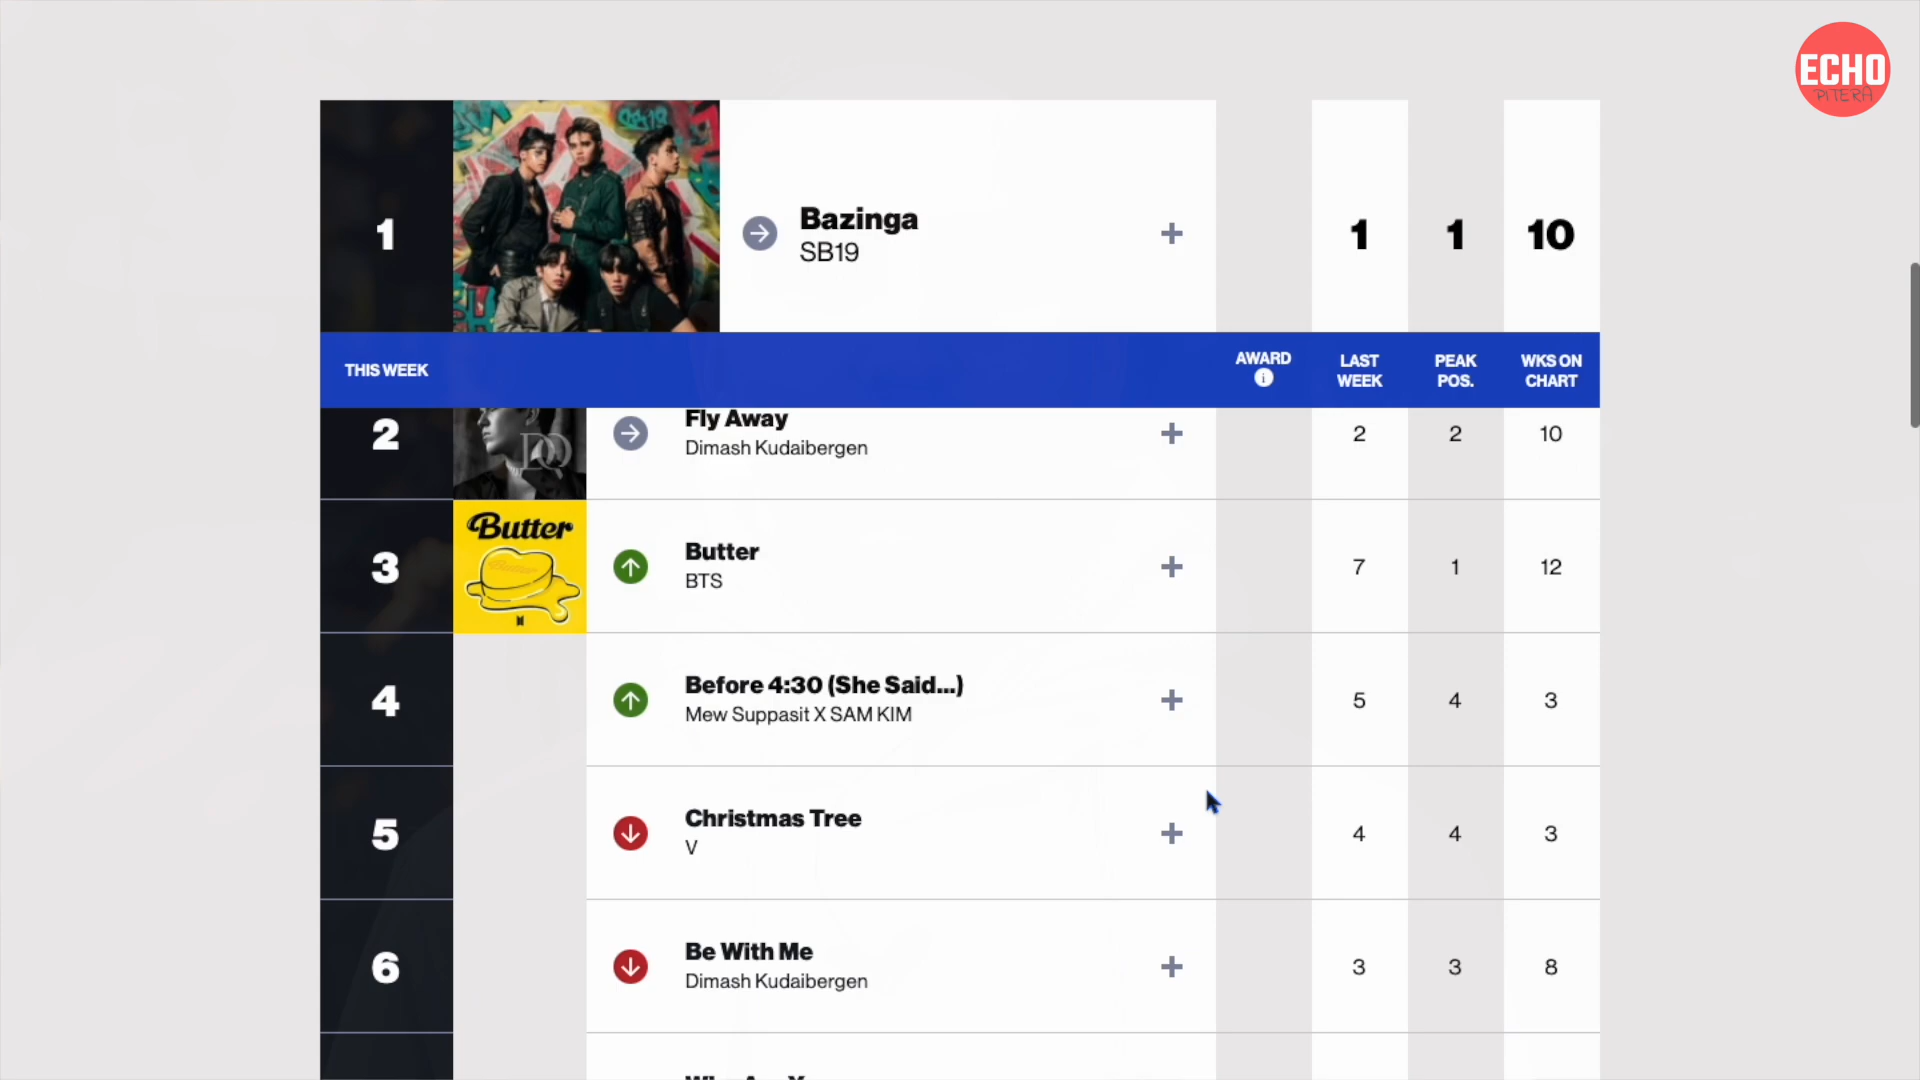 ECHO
PITERA
1
Bazinga
SB19
1
1
10
THIS WEEK
AWARD
LAST
WEEK
PEAK
POS.
WKS ON
CHART
2
DQ
Fly Away
Dimash Kudaibergen
2
2
10
3
Butter
Butter
BTS
7
1
12
4
Before 4:30 (She Said...)
Mew Suppasit X SAM KIM
5
4
3
5
Christmas Tree
V
4
4
3
6
Be With Me
Dimash Kudaibergen
3
3
8